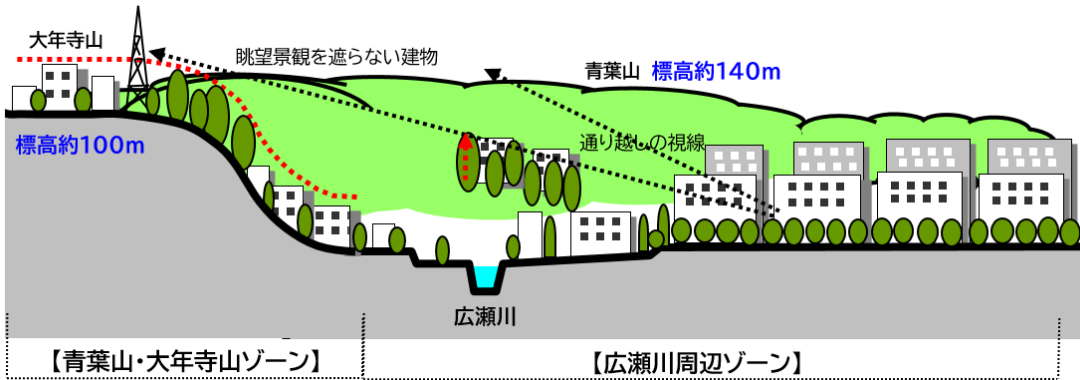 大年寺山
眺望景観を遮らない建物
青葉山 標高約140m
標高約100m
通り越しの視線
広瀬川
【青葉山・大年寺山ゾーン】
【広瀬川周辺ゾーン】